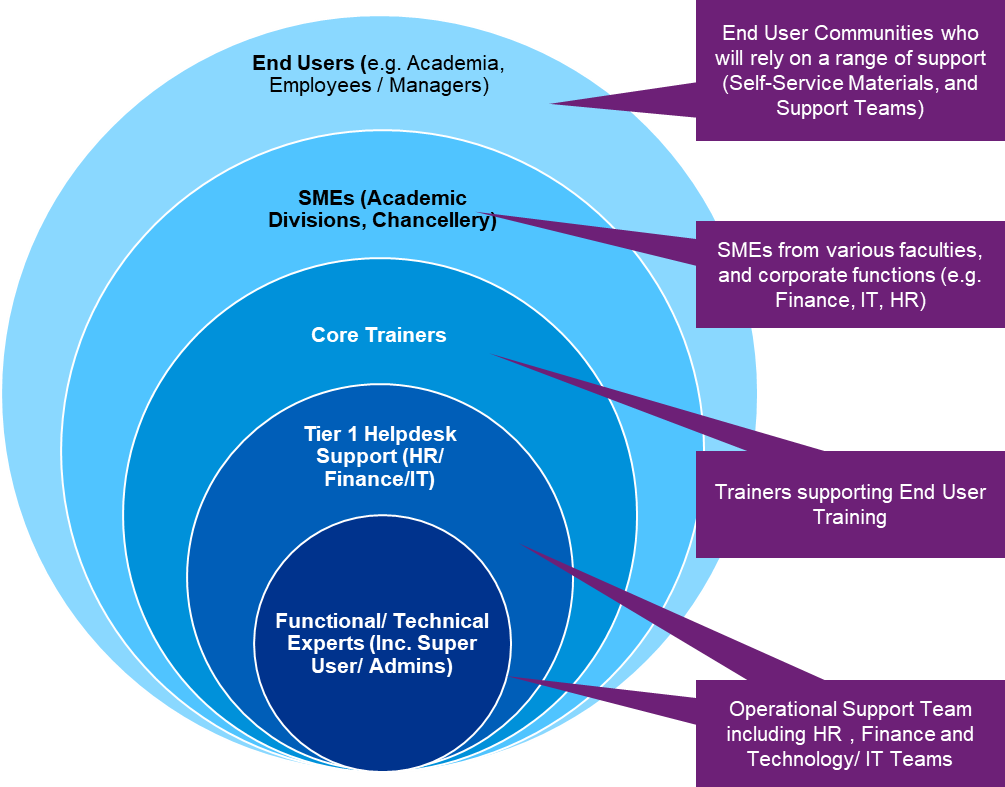 End Users (e.g. Academia,
Employees / Managers)
SMEs (Academic
Divisions, Chancellery)
Core Trainers
Tier 1 Helpdesk
Support (HR/
Finance/IT)
Functional/ Technical
Experts (Inc. Super
User/ Admins)
End User Communities who
will rely on a range of support
(Self-Service Materials, and
Support Teams)
SMEs from various faculties,
and corporate functions (e.g.
Finance, IT, HR)
Trainers supporting End User
Training
Operational Support Team
including HR , Finance and
Technology/ IT Teams